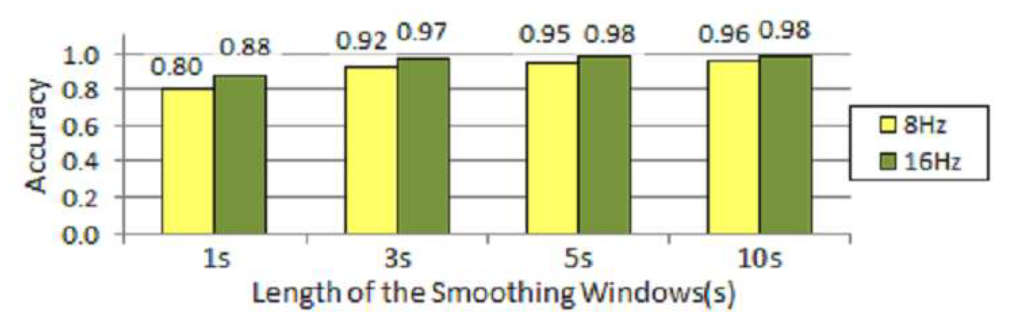 0.80 0.88 0.92 0.97 0.95 0.98 0.96 0.98
1.0
0.8
0.6
0.4
0.2
0.0
Accuracy
1s 3s 5s 10s
Length of the Smoothing Windows(s)
8Hz
16Hz